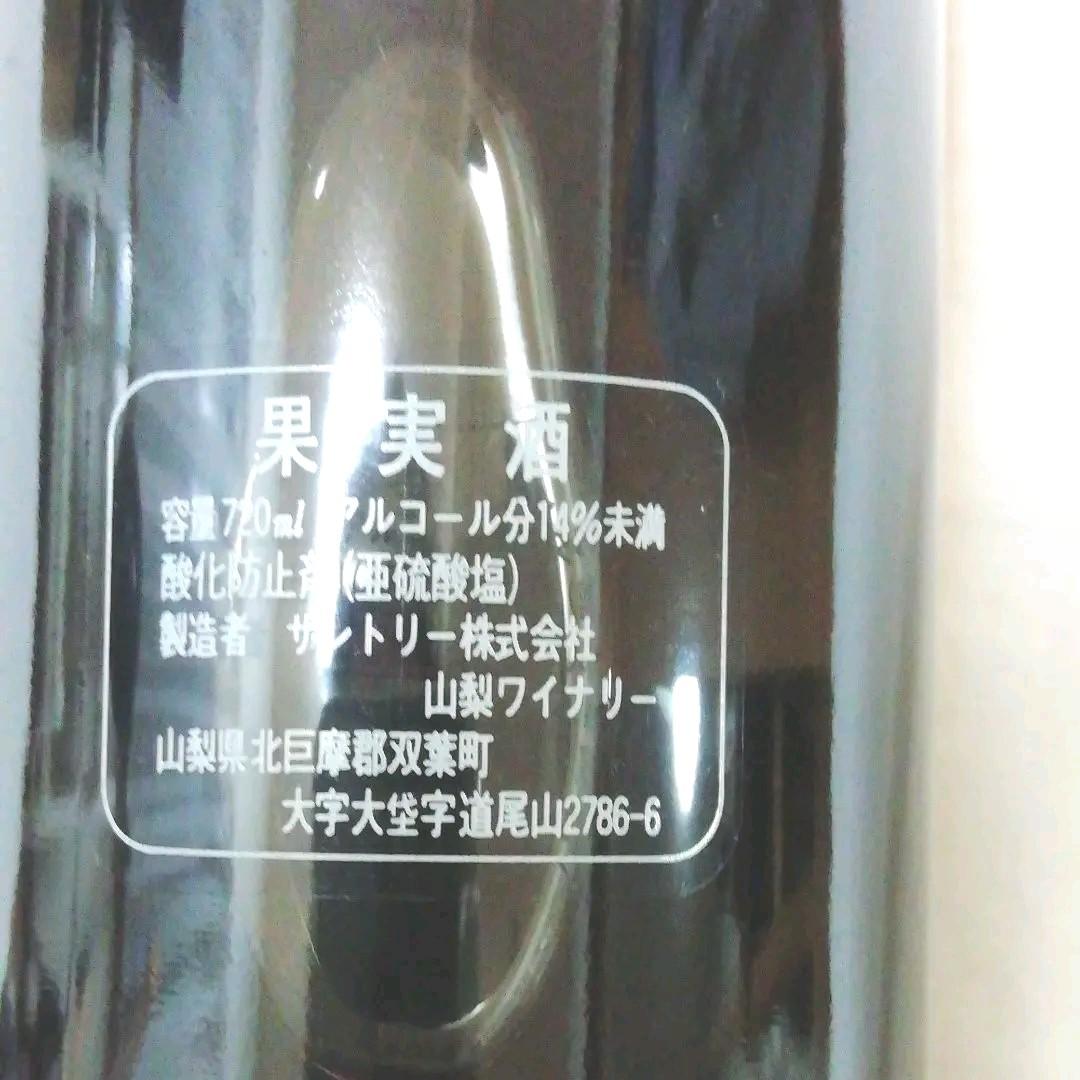 果実酒
容量720ml アルコール分14%未満
酸化防止剤(亜硫酸塩)
製造者 サントリー株式会社
山梨ワイナリー
山梨県北巨摩郡双葉町
大字大垈字道尾山2786-6